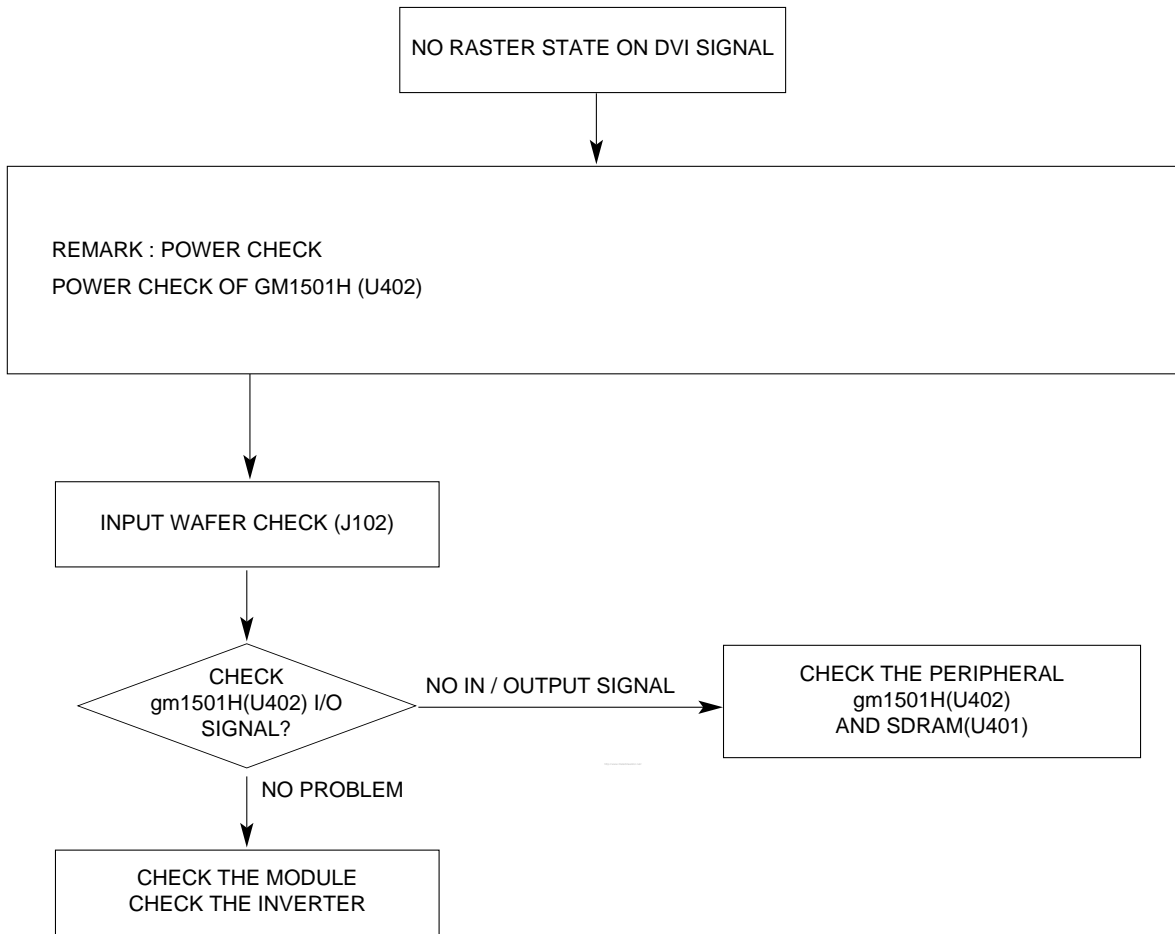 NO RASTER STATE ON DVI SIGNAL
REMARK : POWER CHECK
POWER CHECK OF GM1501H (U402)
INPUT WAFER CHECK (J102)
CHECK
gm1501H(U402) I/O
SIGNAL?
NO IN / OUTPUT SIGNAL
CHECK THE PERIPHERAL
gm1501H(U402)
AND SDRAM(U401)
NO PROBLEM
CHECK THE MODULE
CHECK THE INVERTER